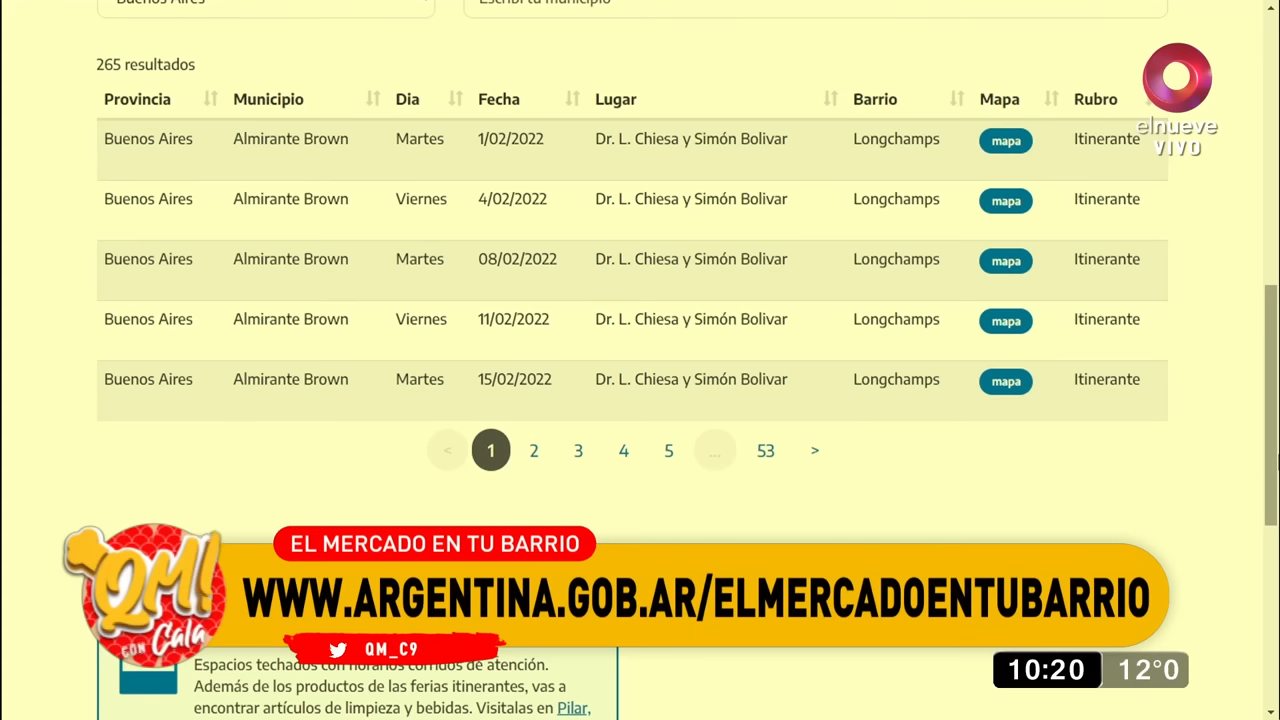 Buenos Aires
Escribí tu municipio
265 resultados
Provincia Municipio Dia Fecha Lugar Barrio Mapa Rubro
Buenos Aires Almirante Brown Martes 1/02/2022 Dr. L. Chiesa y Simón Bolivar Longchamps mapa Itinerante
Buenos Aires Almirante Brown Viernes 4/02/2022 Dr. L. Chiesa y Simón Bolivar Longchamps mapa Itinerante
Buenos Aires Almirante Brown Martes 08/02/2022 Dr. L. Chiesa y Simón Bolivar Longchamps mapa Itinerante
Buenos Aires Almirante Brown Viernes 11/02/2022 Dr. L. Chiesa y Simón Bolivar Longchamps mapa Itinerante
Buenos Aires Almirante Brown Martes 15/02/2022 Dr. L. Chiesa y Simón Bolivar Longchamps mapa Itinerante
< 1 2 3 4 5 ... 53 >
elnueve
VIVO
EL MERCADO EN TU BARRIO
WWW.ARGENTINA.GOB.AR/ELMERCADOENTUBARRIO
QM!
CON Cala
QM_C9
Espacios techados con horarios corridos de atención.
Además de los productos de las ferias itinerantes, vas a
encontrar artículos de limpieza y bebidas. Visitalas en Pilar,
10:20 12°0